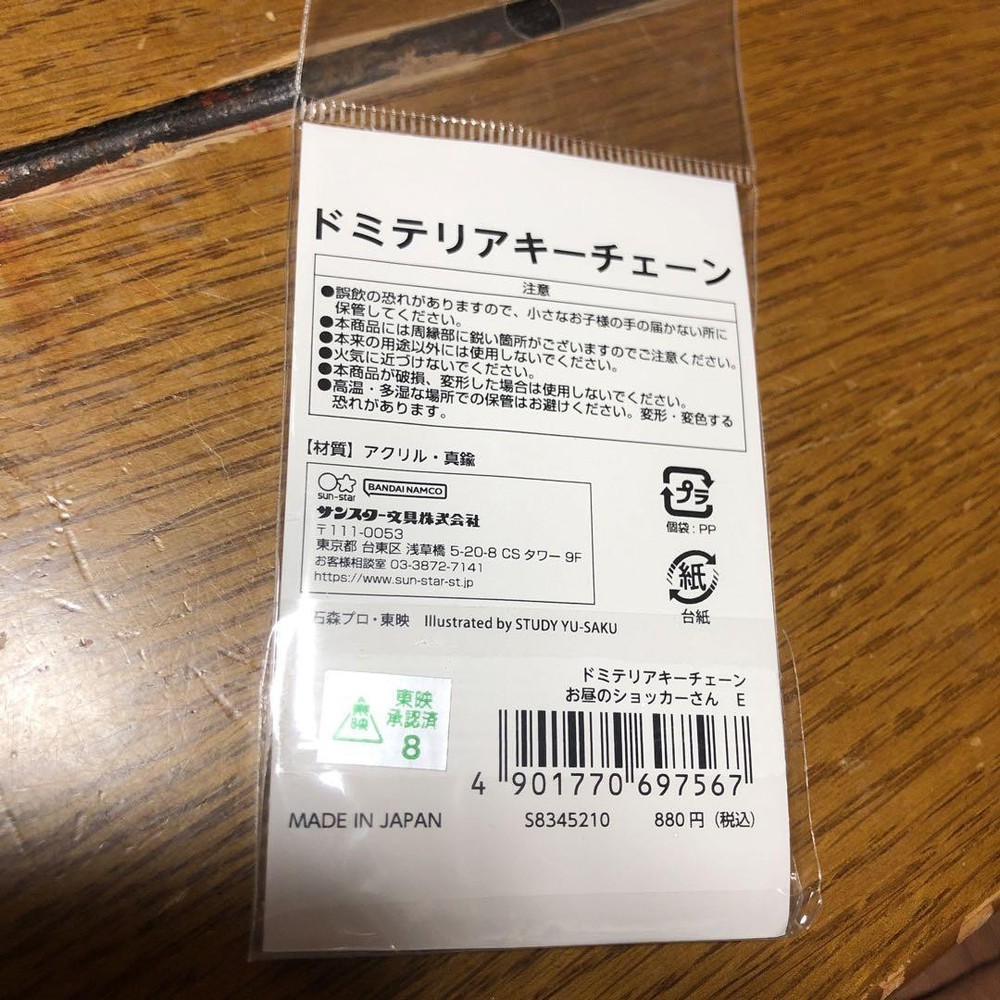 ドミテリアキーチェーン
注意
●誤飲の恐れがありますので、小さなお子様の手の届かない所に
保管してください。
●本商品には周縁部に鋭い箇所がございますのでご注意ください。
●本来の用途以外には使用しないでください。
●火気に近づけないでください。
●本商品が破損、変形した場合は使用しないでください。
●高温・多湿な場所での保管はお避けください。変形・変色する
恐れがあります。
【材質】アクリル・真鍮
sun-star BANDAI NAMCO
サンスター文具株式会社
〒111-0053
東京都 台東区 浅草橋 5-20-8 CS タワー 9F
お客様相談室 03-3872-7141
https://www.sun-star-st.jp
プラ
個袋:PP
紙
台紙
石森プロ・東映 Illustrated by STUDY YU-SAKU
ドミテリアキーチェーン
お昼のショッカーさん E
東映
東映
承認済
8
4 901770 697567
MADE IN JAPAN S8345210 880円(税込)